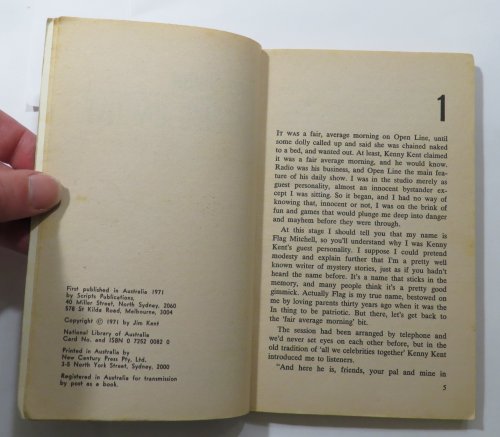 First published in Australia 1971
by Scripts Publications,
40 Miller Street, North Sydney, 2060
578 St Kilda Road, Melbourne, 3004
Copyright © 1971 by Jim Kent
National Library of Australia
Card No. and ISBN 0 7252 0082 0
Printed in Australia by
New Century Press Pty. Ltd.
3-5 North York Street, Sydney, 2000
Registered in Australia for transmission
by post as a book.
1
IT WAS a fair, average morning on Open Line, until
some dolly called up and said she was chained naked
to a bed, and wanted out. At least, Kenny Kent claimed
it was a fair average morning, and he would know.
Radio was his business, and Open Line the main fea-
ture of his daily show. I was in the studio merely as
guest personality, almost an innocent bystander ex-
cept I was sitting. So it began, and I had no way of
knowing that, innocent or not, I was on the brink of
fun and games that would plunge me deep into danger
and mayhem before they were through.
At this stage I should tell you that my name is
Flag Mitchell, so you'll understand why I was Kenny
Kent's guest personality. I suppose I could pretend
modesty and explain further that I'm a pretty well
known writer of mystery stories, just as if you hadn't
heard the name before. It's a name that sticks in the
memory, and many people think it's a pretty good
gimmick. Actually Flag is my true name, bestowed on
me by loving parents thirty years ago when it was the
In thing to be patriotic. But there, let's get back to
the 'fair average morning' bit.
The session had been arranged by telephone and
we'd never set eyes on each other before, but in the
old tradition of 'all we celebrities together' Kenny Kent
introduced me to listeners.
"And here he is, friends, your pal and mine in
5